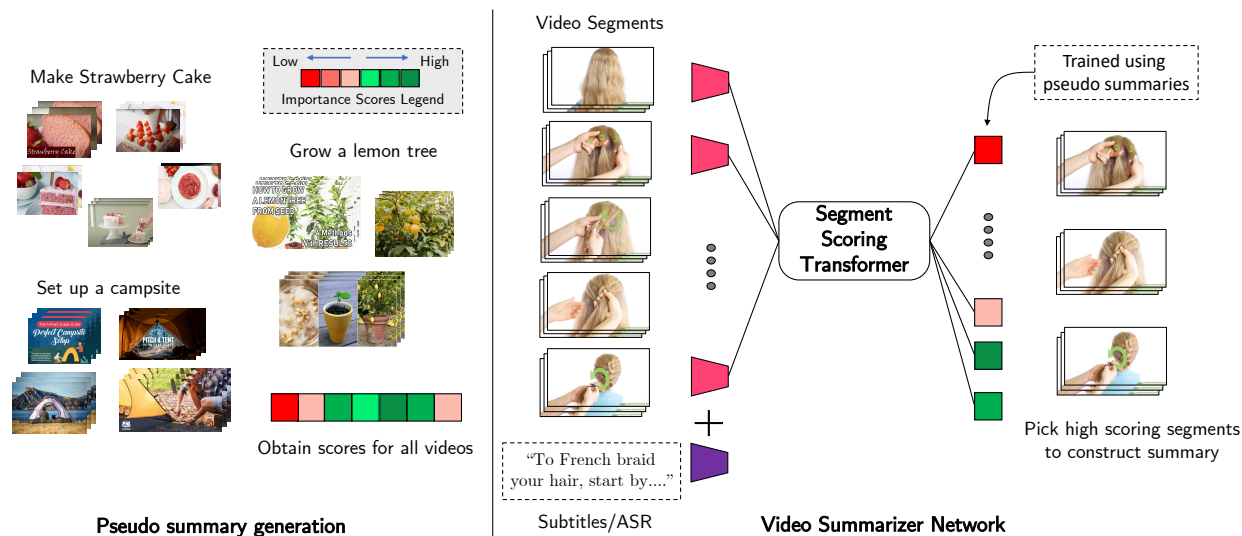 Make Strawberry Cake
Strawberry Cake
Low
High
Importance Scores Legend
Grow a lemon tree
HOW TO GROW
A LEMON TREE
FROM SEED
With RESULTS
Set up a campsite
Perfect Campsite
Setup
PITCH A TENT
Obtain scores for all videos
Pseudo summary generation
Video Segments
“To French braid
your hair, start by....”
Subtitles/ASR
Segment
Scoring
Transformer
Trained using
pseudo summaries
Pick high scoring segments
to construct summary
Video Summarizer Network